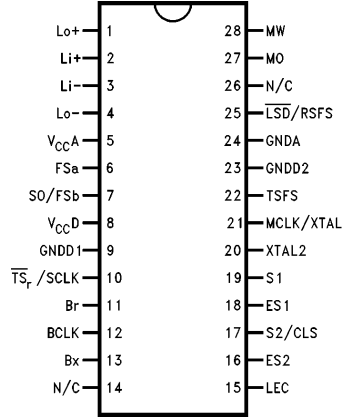 Lo+ 1 28 MW
Li+ 2 27 MO
Li− 3 26 N/C
Lo− 4 25 L̅S̅D̅/RSFS
VCCA 5 24 GNDA
FSa 6 23 GNDD2
SO/FSb 7 22 TSFS
VCCD 8 21 MCLK/XTAL
GNDD1 9 20 XTAL2
T̅S̅r /SCLK 10 19 S1
Br 11 18 ES1
BCLK 12 17 S2/CLS
Bx 13 16 ES2
N/C 14 15 LEC